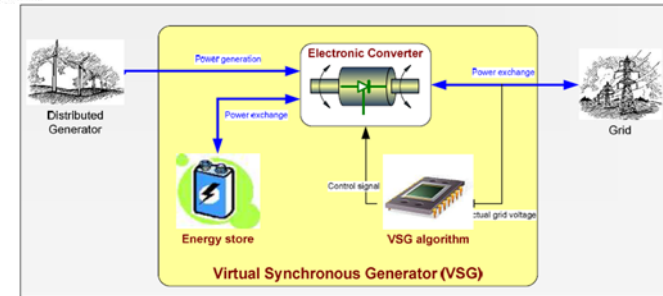 Electronic Converter
Power generation
Power exchange
Distributed
Generator
Power exchange
Grid
Control signal
ctual grid voltage
Energy store
VSG algorithm
Virtual Synchronous Generator (VSG)